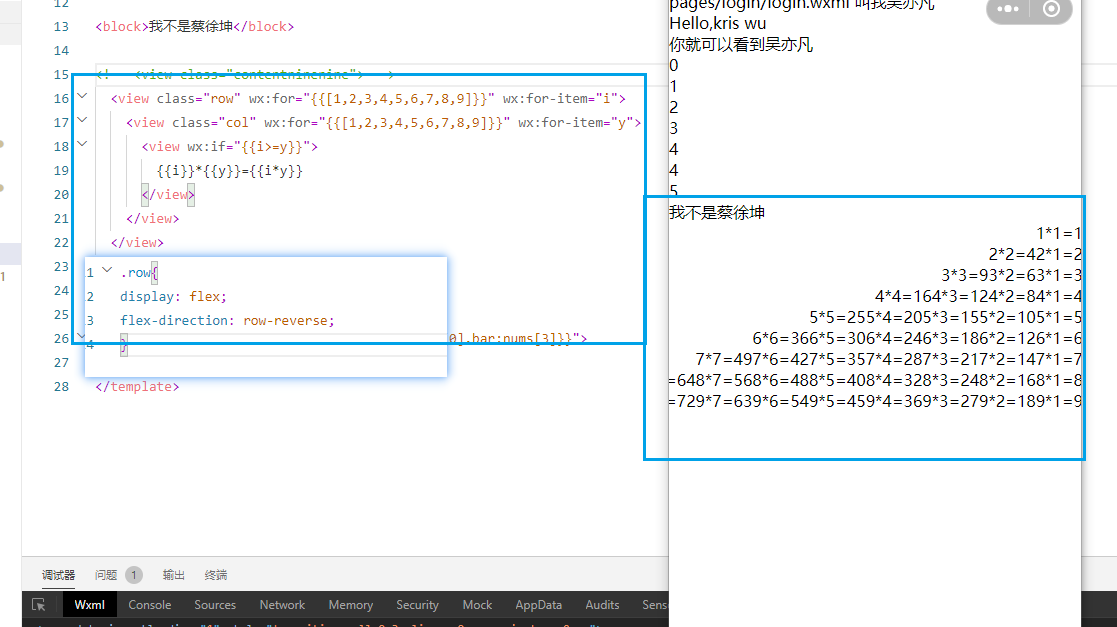 12
13 <block>我不是蔡徐坤</block>
14
15 <!-- <view class="contentninenine"> -->
16 <view class="row" wx:for="{{[1,2,3,4,5,6,7,8,9]}}" wx:for-item="i">
17 <view class="col" wx:for="{{[1,2,3,4,5,6,7,8,9]}}" wx:for-item="y">
18 <view wx:if="{{i>=y}}">
19 {{i}}*{{y}}={{i*y}}
20 </view>
21 </view>
22 </view>
23
24
25
26 0].bar:nums[3]}}">
27
28 </template>
1 .row{
2 display: flex;
3 flex-direction: row-reverse;
4 }
pages/login/login.wxml 叫我吴亦凡
Hello,kris wu
你就可以看到吴亦凡
0
1
2
3
4
4
5
我不是蔡徐坤
1*1=1
2*2=42*1=2
3*3=93*2=63*1=3
4*4=164*3=124*2=84*1=4
5*5=255*4=205*3=155*2=105*1=5
6*6=366*5=306*4=246*3=186*2=126*1=6
7*7=497*6=427*5=357*4=287*3=217*2=147*1=7
=648*7=568*6=488*5=408*4=328*3=248*2=168*1=8
=729*7=639*6=549*5=459*4=369*3=279*2=189*1=9
1
调试器 问题 1 输出 终端
Wxml Console Sources Network Memory Security Mock AppData Audits Sens